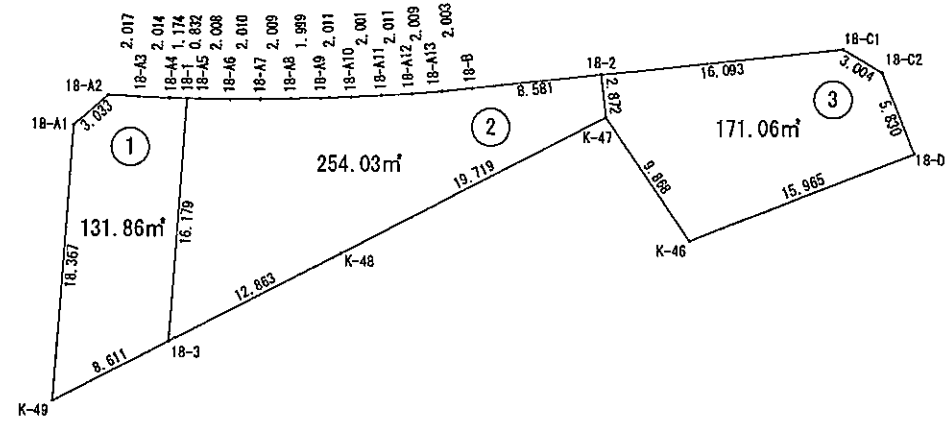 2.017
2.014
1.174
0.832
2.008
2.010
2.009
1.999
2.011
2.001
2.011
2.009
2.003
18-A3
18-A4
18-1
18-A5
18-A6
18-A7
18-A8
18-A9
18-A10
18-A11
18-A12
18-A13
18-B
18-2
18-C1
18-C2
18-A2
18-A1
3.033
8.581
2.872
16.093
3.004
5.830
①
②
③
K-47
171.06㎡
254.03㎡
131.86㎡
18-D
19.719
9.868
15.965
16.179
18.367
K-46
K-48
12.863
18-3
8.611
K-49